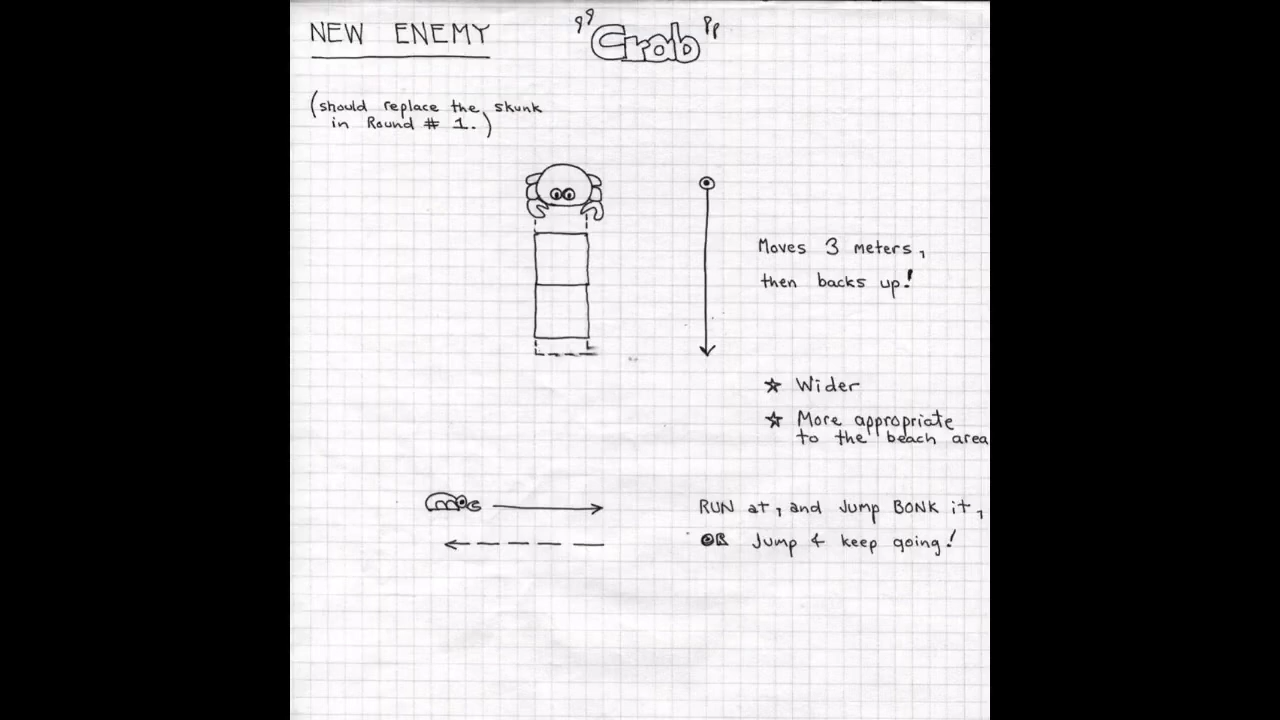 NEW ENEMY
"Crab"
(should replace the skunk
in Round # 1.)
Moves 3 meters,
then backs up!
☆ Wider
☆ More appropriate
to the beach area
RUN at, and Jump BONK it,
OR Jump & keep going!